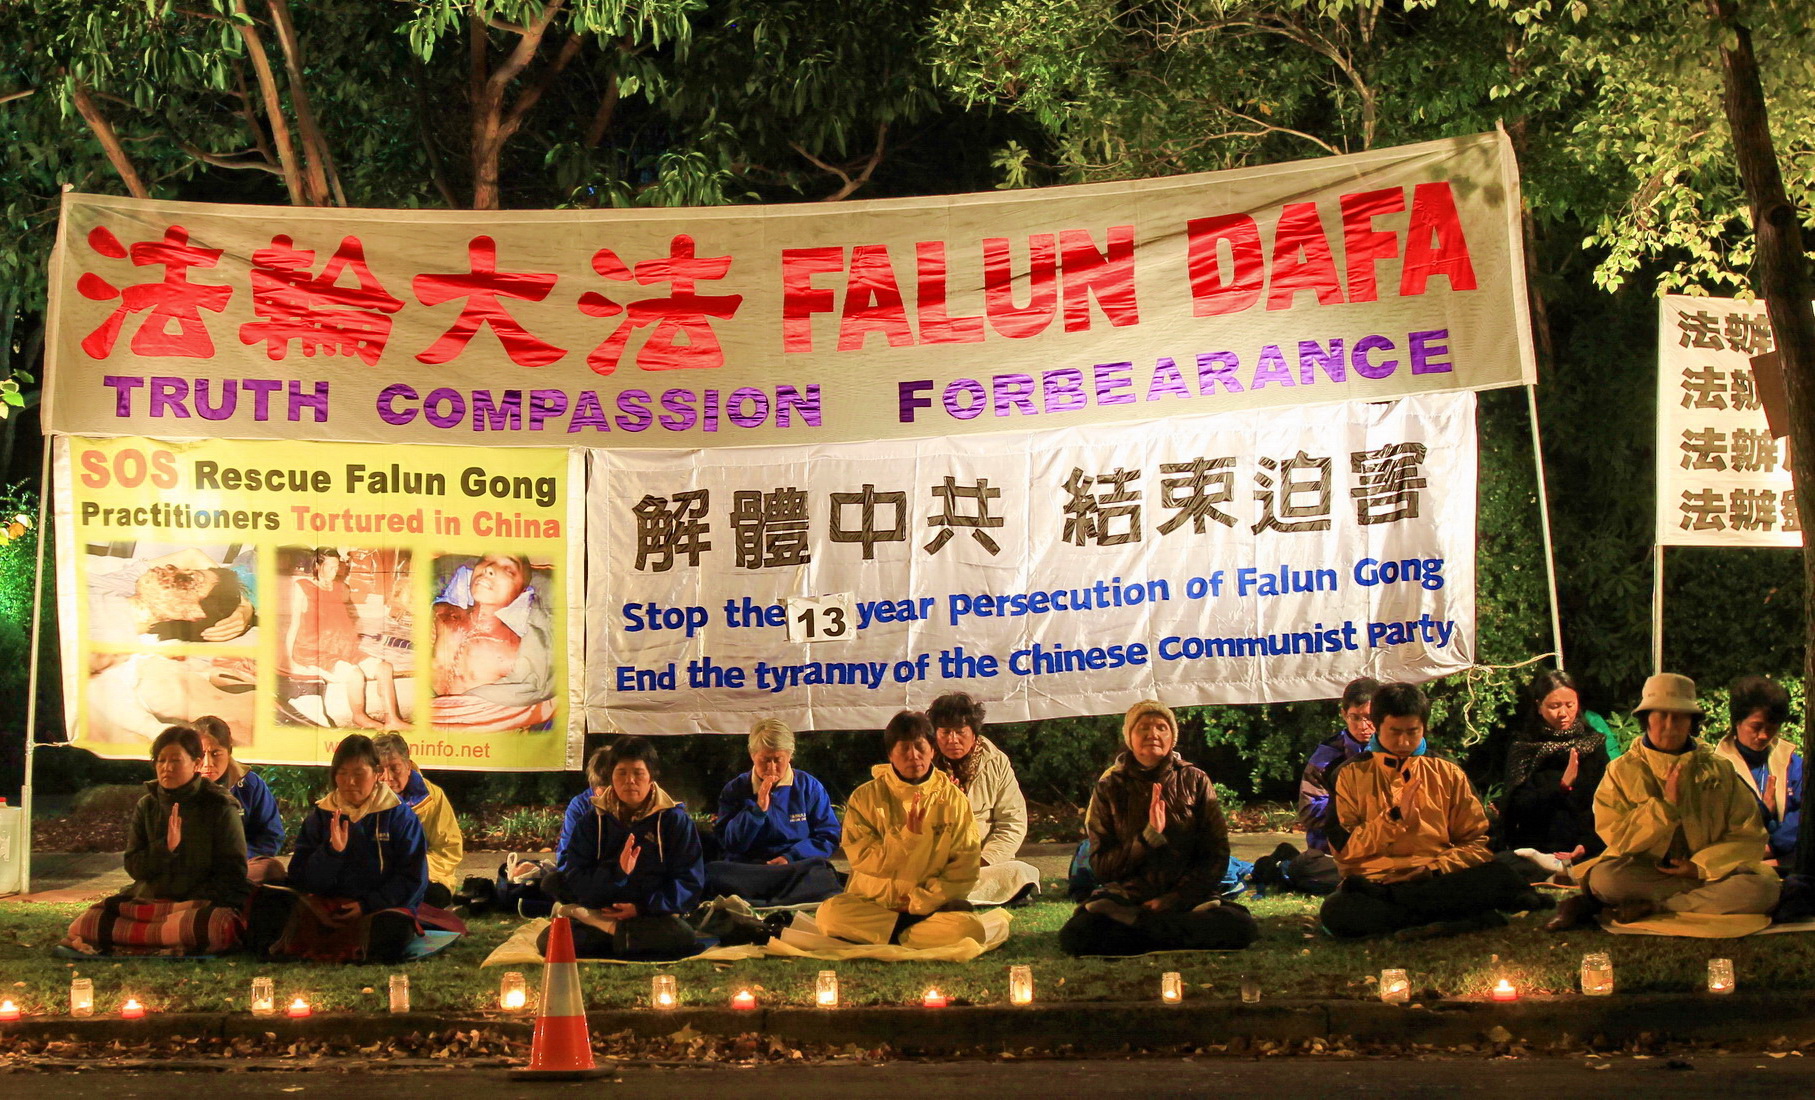 法輪大法 FALUN DAFA
TRUTH COMPASSION FORBEARANCE
SOS Rescue Falun Gong
Practitioners Tortured in China
解體中共 結束迫害
Stop the 13 year persecution of Falun Gong
End the tyranny of the Chinese Communist Party
法辦
法辦
法辦
法辦